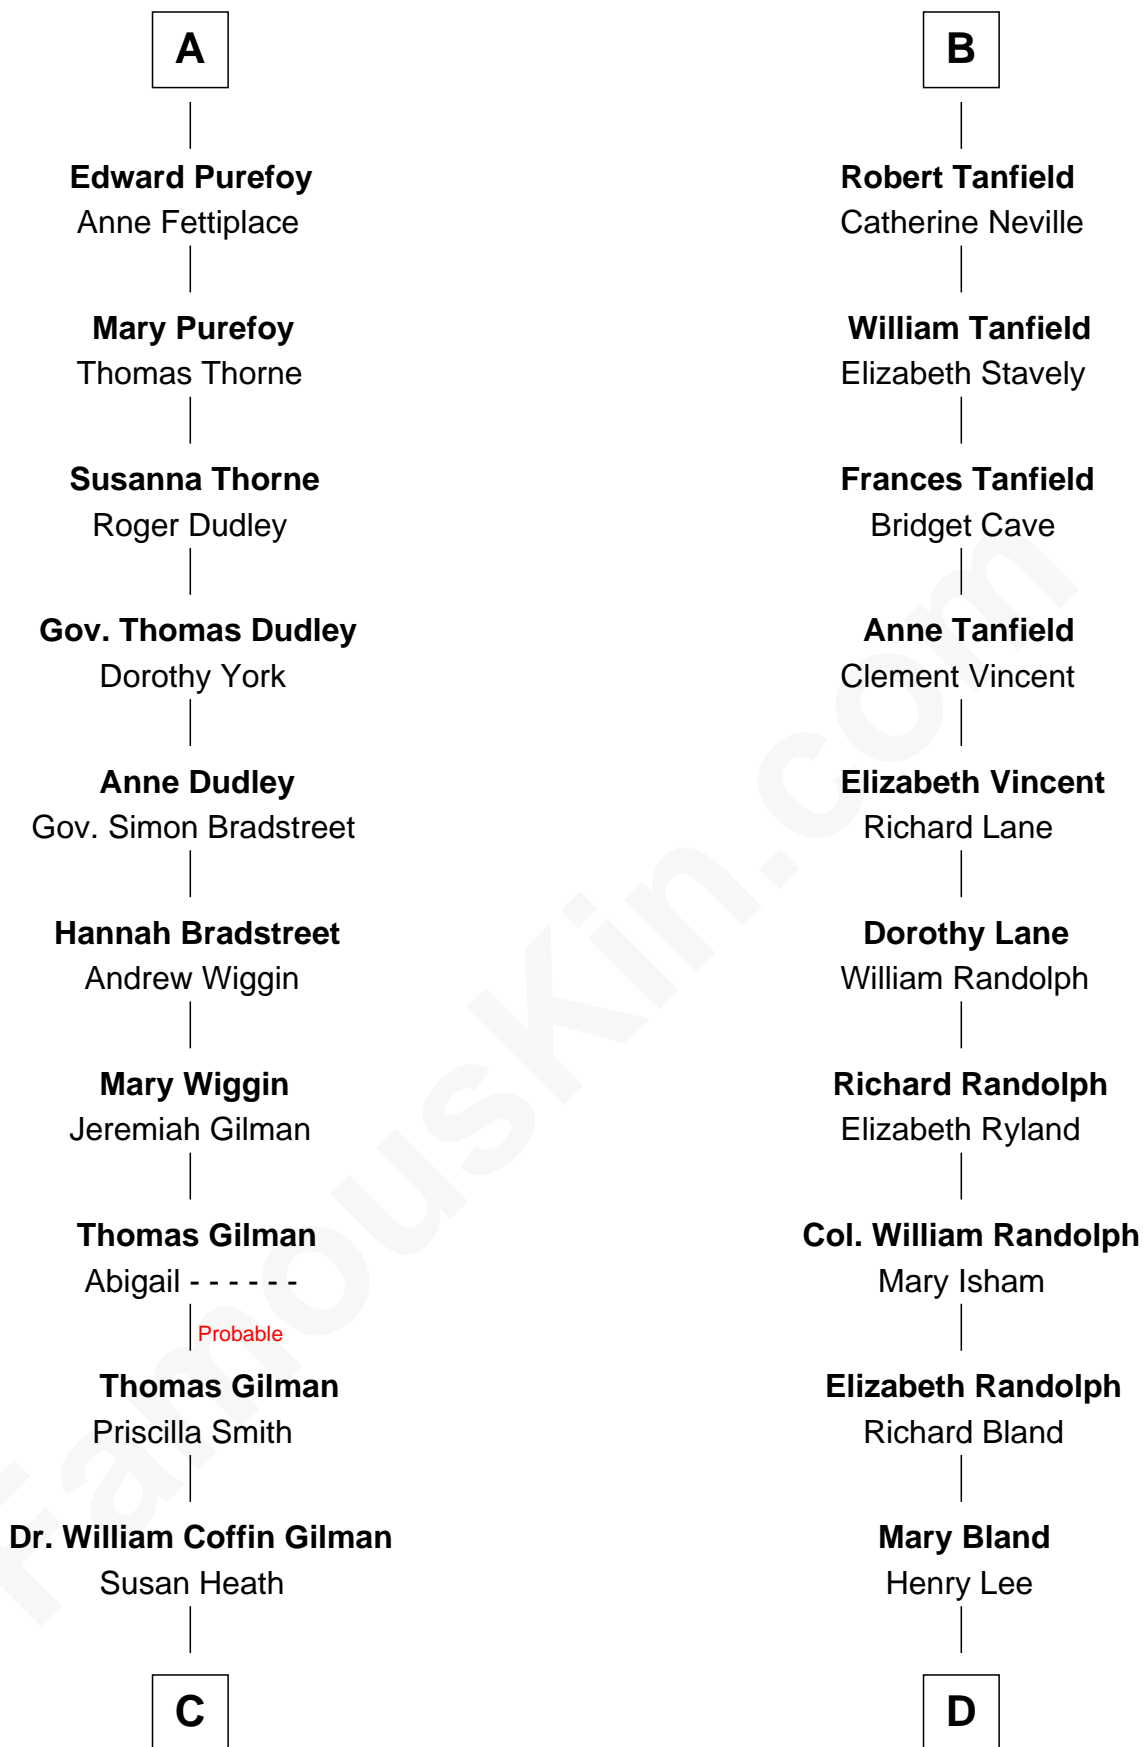 A
Edward Purefoy
Anne Fettiplace
Mary Purefoy
Thomas Thorne
Susanna Thorne
Roger Dudley
Gov. Thomas Dudley
Dorothy York
Anne Dudley
Gov. Simon Bradstreet
Hannah Bradstreet
Andrew Wiggin
Mary Wiggin
Jeremiah Gilman
Thomas Gilman
Abigail - - - - - -
Probable
Thomas Gilman
Priscilla Smith
Dr. William Coffin Gilman
Susan Heath
C
B
Robert Tanfield
Catherine Neville
William Tanfield
Elizabeth Stavely
Frances Tanfield
Bridget Cave
Anne Tanfield
Clement Vincent
Elizabeth Vincent
Richard Lane
Dorothy Lane
William Randolph
Richard Randolph
Elizabeth Ryland
Col. William Randolph
Mary Isham
Elizabeth Randolph
Richard Bland
Mary Bland
Henry Lee
D
FamousKin.com